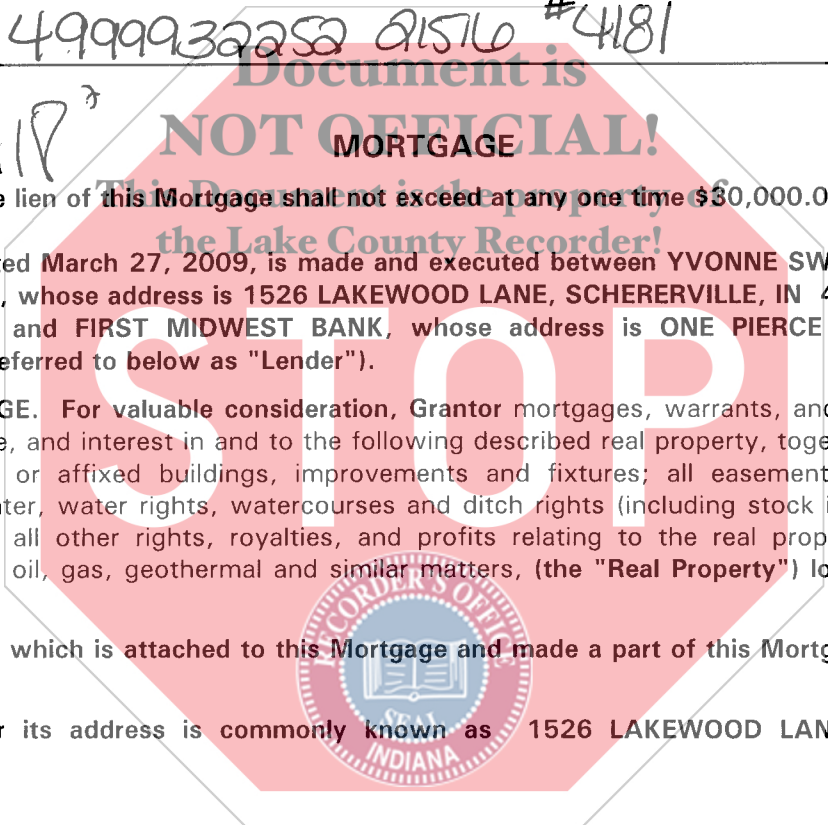 4999932252 21516 #4181
Document is
NOT OFFICIAL!
MORTGAGE
lien of this Mortgage shall not exceed at any one time $30,000.0
This Document is the property of
the Lake County Recorder!
ed March 27, 2009, is made and executed between YVONNE SW
, whose address is 1526 LAKEWOOD LANE, SCHERERVILLE, IN 4
and FIRST MIDWEST BANK, whose address is ONE PIERCE
eferred to below as "Lender").
STOP
GE. For valuable consideration, Grantor mortgages, warrants, and
e, and interest in and to the following described real property, toge
or affixed buildings, improvements and fixtures; all easement
ter, water rights, watercourses and ditch rights (including stock i
all other rights, royalties, and profits relating to the real prop
oil, gas, geothermal and similar matters, (the "Real Property") lo
RECORDER'S OFFICE
which is attached to this Mortgage and made a part of this Mortg
SEAL
r its address is commonly known as 1526 LAKEWOOD LAN
INDIANA